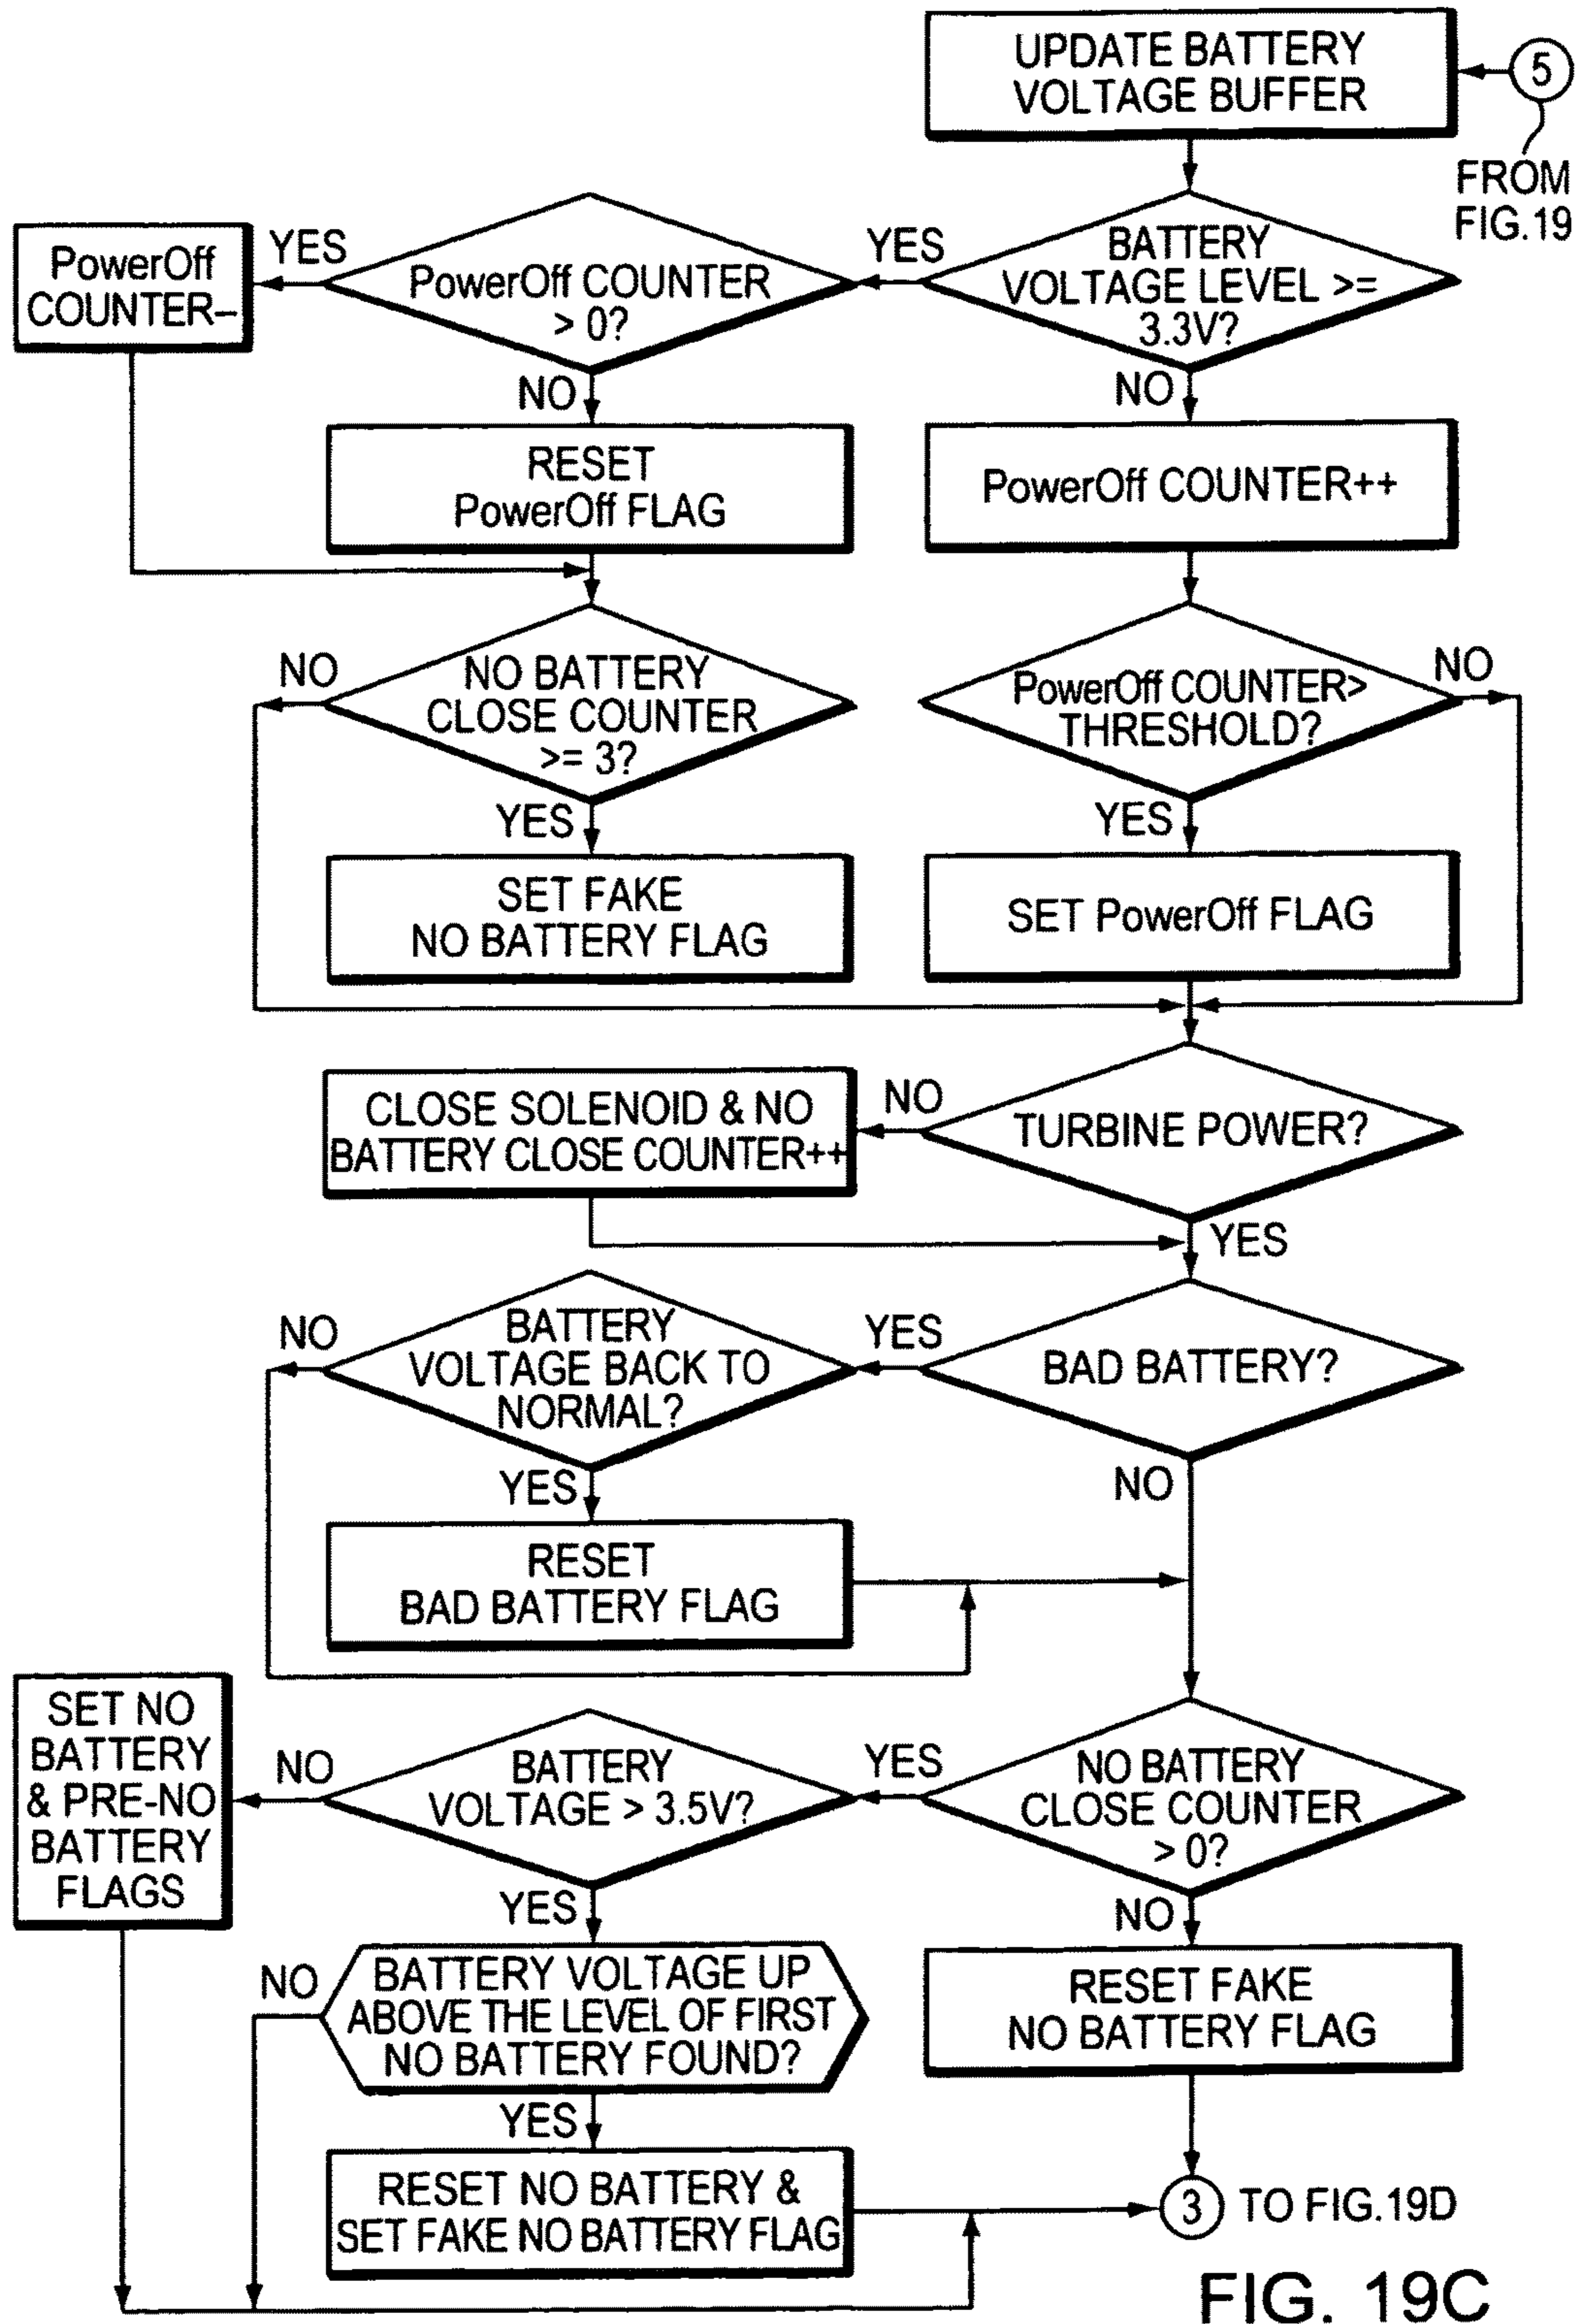 UPDATE BATTERY
VOLTAGE BUFFER
5
FROM
FIG.19
BATTERY
VOLTAGE LEVEL >=
3.3V?
YES
NO
PowerOff COUNTER
> 0?
YES
NO
PowerOff
COUNTER–
RESET
PowerOff FLAG
PowerOff COUNTER++
NO BATTERY
CLOSE COUNTER
>= 3?
NO
YES
PowerOff COUNTER>
THRESHOLD?
NO
YES
SET FAKE
NO BATTERY FLAG
SET PowerOff FLAG
TURBINE POWER?
NO
YES
CLOSE SOLENOID & NO
BATTERY CLOSE COUNTER++
BAD BATTERY?
YES
NO
BATTERY
VOLTAGE BACK TO
NORMAL?
NO
YES
RESET
BAD BATTERY FLAG
NO BATTERY
CLOSE COUNTER
> 0?
YES
NO
BATTERY
VOLTAGE > 3.5V?
NO
YES
SET NO
BATTERY
& PRE-NO
BATTERY
FLAGS
BATTERY VOLTAGE UP
ABOVE THE LEVEL OF FIRST
NO BATTERY FOUND?
NO
YES
RESET FAKE
NO BATTERY FLAG
RESET NO BATTERY &
SET FAKE NO BATTERY FLAG
3 TO FIG.19D
FIG. 19C